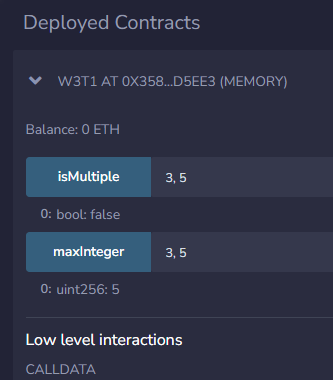 Deployed Contracts
W3T1 AT 0X358...D5EE3 (MEMORY)
Balance: 0 ETH
isMultiple 3, 5
0: bool: false
maxInteger 3, 5
0: uint256: 5
Low level interactions
CALLDATA